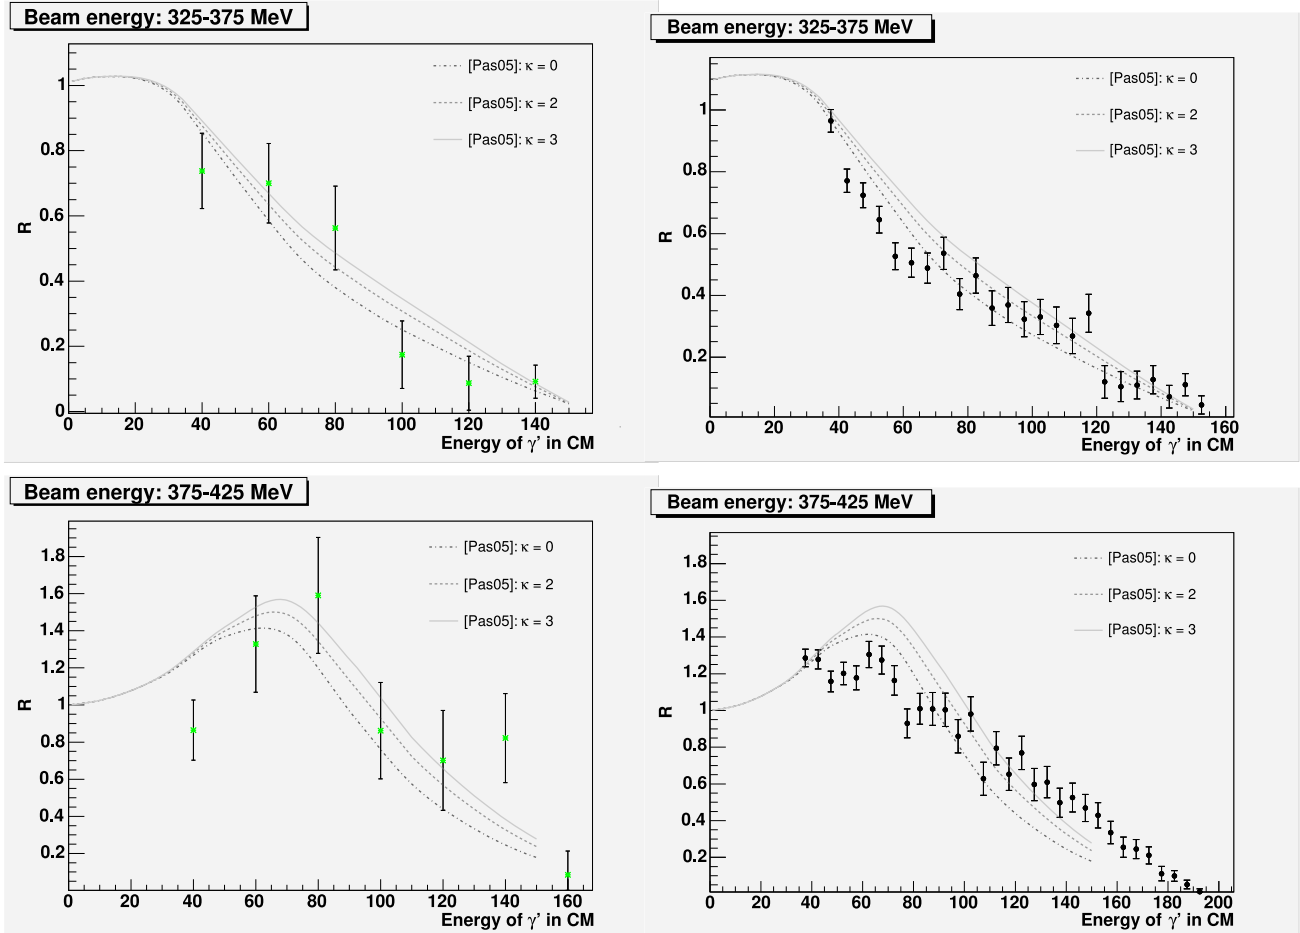 Beam energy: 325-375 MeV
[Pas05]: κ = 0
[Pas05]: κ = 2
[Pas05]: κ = 3
R
1
0.8
0.6
0.4
0.2
0
0 20 40 60 80 100 120 140
Energy of γ' in CM
Beam energy: 325-375 MeV
[Pas05]: κ = 0
[Pas05]: κ = 2
[Pas05]: κ = 3
R
1
0.8
0.6
0.4
0.2
0 20 40 60 80 100 120 140 160
Energy of γ' in CM
Beam energy: 375-425 MeV
[Pas05]: κ = 0
[Pas05]: κ = 2
[Pas05]: κ = 3
R
1.8
1.6
1.4
1.2
1
0.8
0.6
0.4
0.2
0 20 40 60 80 100 120 140 160
Energy of γ' in CM
Beam energy: 375-425 MeV
[Pas05]: κ = 0
[Pas05]: κ = 2
[Pas05]: κ = 3
R
1.8
1.6
1.4
1.2
1
0.8
0.6
0.4
0.2
0 20 40 60 80 100 120 140 160 180 200
Energy of γ' in CM